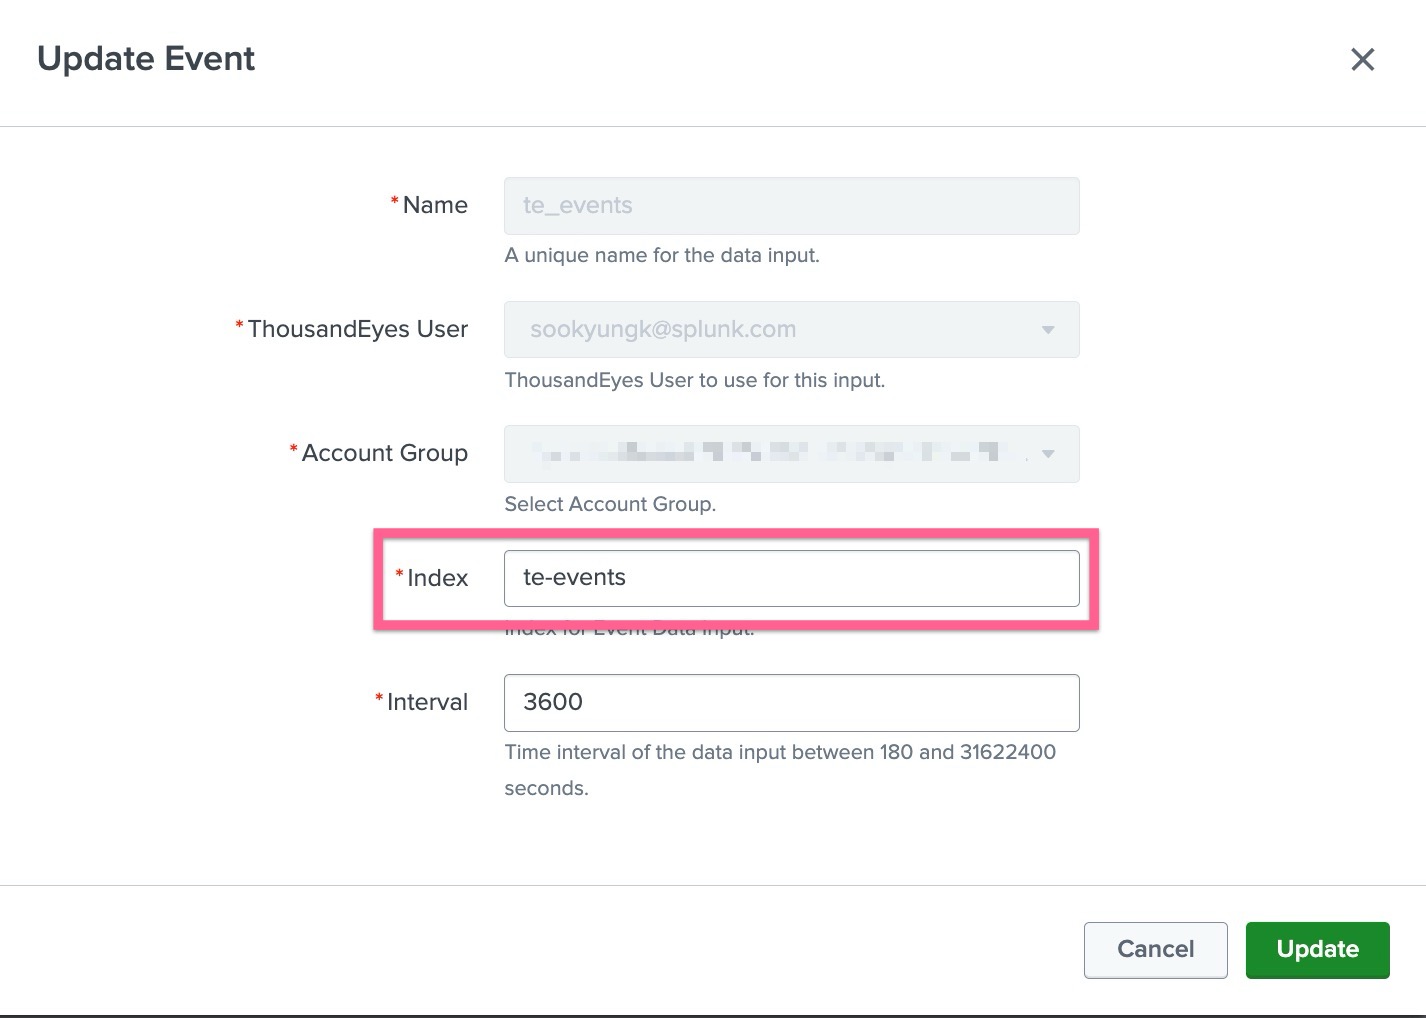 Update Event
*Name
te_events
A unique name for the data input.
*ThousandEyes User
sookyungk@splunk.com
ThousandEyes User to use for this input.
*Account Group
Select Account Group.
*Index
te-events
Index for Event Data Input.
*Interval
3600
Time interval of the data input between 180 and 31622400
seconds.
Cancel
Update